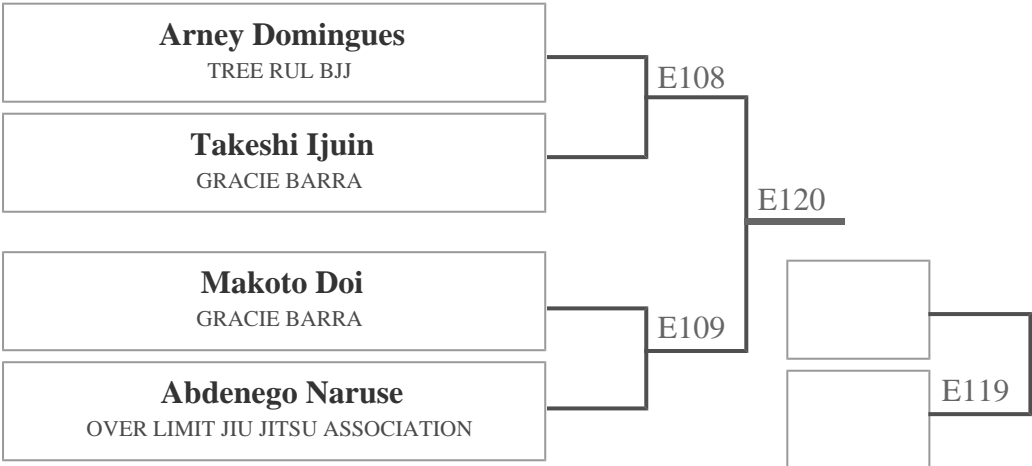 Arney Domingues
TREE RUL BJJ
E108
Takeshi Ijuin
GRACIE BARRA
E120
Makoto Doi
GRACIE BARRA
E109
Abdenego Naruse
OVER LIMIT JIU JITSU ASSOCIATION
E119